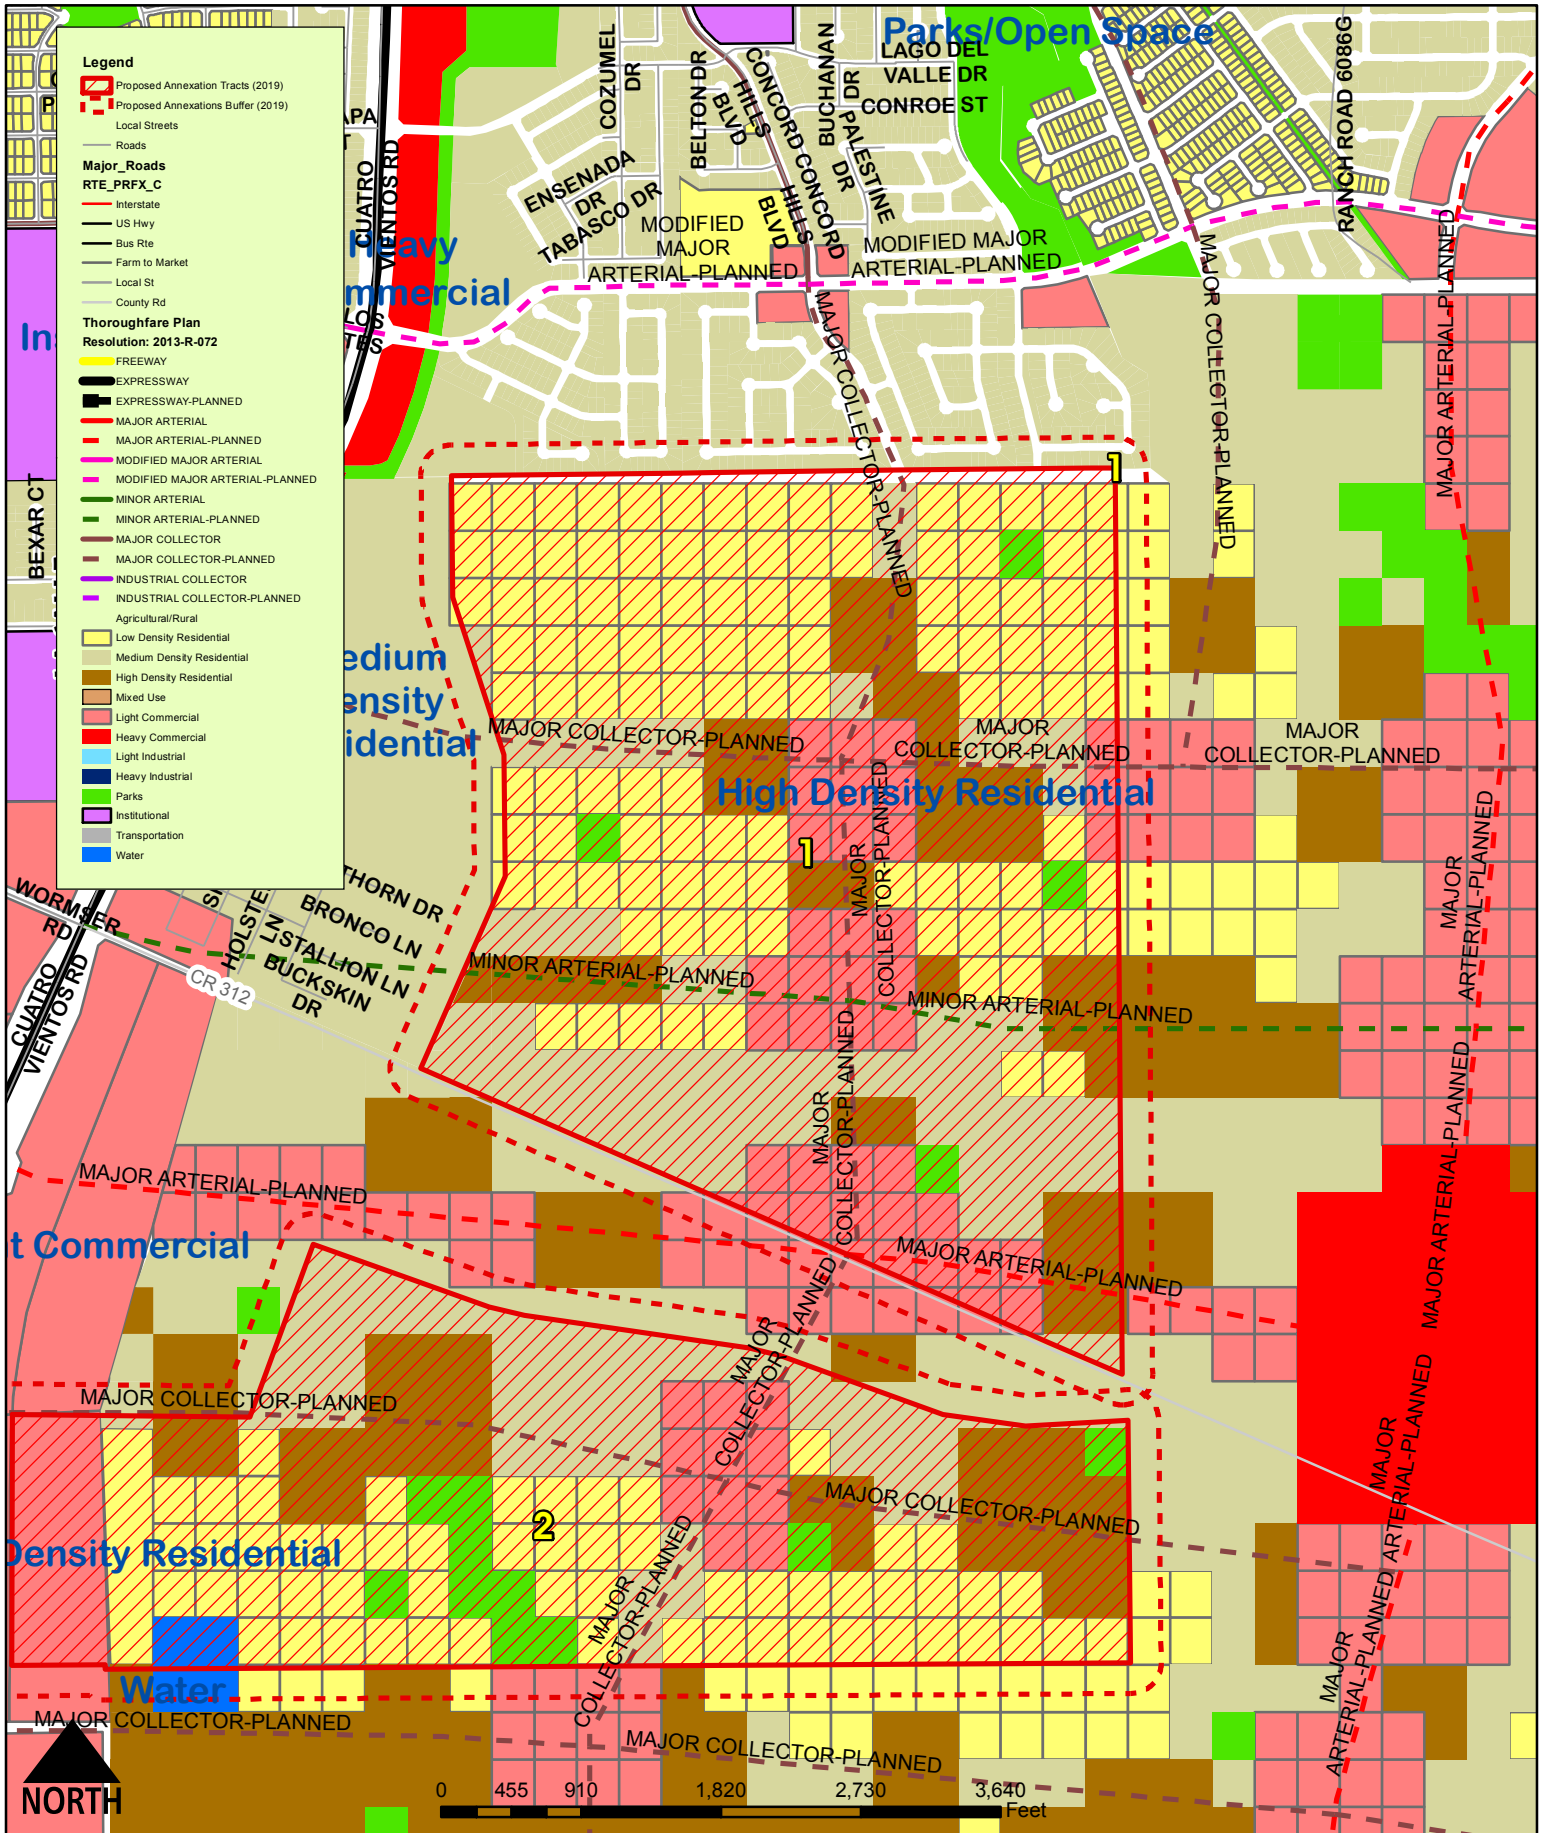 Legend
Proposed Annexation Tracts (2019)
Proposed Annexations Buffer (2019)
Local Streets
Roads
Major_Roads
RTE_PRFX_C
Interstate
US Hwy
Bus Rte
Farm to Market
Local St
County Rd
Thoroughfare Plan
Resolution: 2013-R-072
FREEWAY
EXPRESSWAY
EXPRESSWAY-PLANNED
MAJOR ARTERIAL
MAJOR ARTERIAL-PLANNED
MODIFIED MAJOR ARTERIAL
MODIFIED MAJOR ARTERIAL-PLANNED
MINOR ARTERIAL
MINOR ARTERIAL-PLANNED
MAJOR COLLECTOR
MAJOR COLLECTOR-PLANNED
INDUSTRIAL COLLECTOR
INDUSTRIAL COLLECTOR-PLANNED
Agricultural/Rural
Low Density Residential
Medium Density Residential
High Density Residential
Mixed Use
Light Commercial
Heavy Commercial
Light Industrial
Heavy Industrial
Parks
Institutional
Transportation
Water
Parks/Open Space
COZUMEL
DR
BELTON DR
HILLS
BLVD
CONCORD
BUCHANAN
DR
LAGO DEL
VALLE DR
CONROE ST
PALESTINE
DR
CONCORD
HILLS
BLVD
RANCH ROAD 6086G
APA
T
CUATRO
VIENTOS RD
ENSENADA
DR
TABASCO DR
Heavy
mmercial
LOS
TES
Ins
MODIFIED
MAJOR
ARTERIAL-PLANNED
MODIFIED MAJOR
ARTERIAL-PLANNED
MAJOR COLLECTOR-PLANNED
MAJOR COLLECTOR-PLANNED
MAJOR ARTERIAL-PLANNED
1
BEXAR CT
edium
ensity
idential
MAJOR COLLECTOR-PLANNED
MAJOR
COLLECTOR-PLANNED
MAJOR
COLLECTOR-PLANNED
High Density Residential
1
MAJOR
COLLECTOR-PLANNED
MAJOR
ARTERIAL-PLANNED
WORMSER
RD
CUATRO
VIENTOS RD
CR 312
HOLSTE
LN
THORN DR
BRONCO LN
STALLION LN
BUCKSKIN
DR
MINOR ARTERIAL-PLANNED
MINOR ARTERIAL-PLANNED
MAJOR
COLLECTOR-PLANNED
MAJOR ARTERIAL-PLANNED
MAJOR ARTERIAL-PLANNED
t Commercial
MAJOR ARTERIAL-PLANNED
MAJOR
COLLECTOR-PLANNED
MAJOR COLLECTOR-PLANNED
MAJOR COLLECTOR-PLANNED
MAJOR
ARTERIAL-PLANNED
2
Density Residential
MAJOR
COLLECTOR-PLANNED
MAJOR
ARTERIAL-PLANNED
Water
MAJOR COLLECTOR-PLANNED
MAJOR COLLECTOR-PLANNED
NORTH
0 455 910 1,820 2,730 3,640
Feet